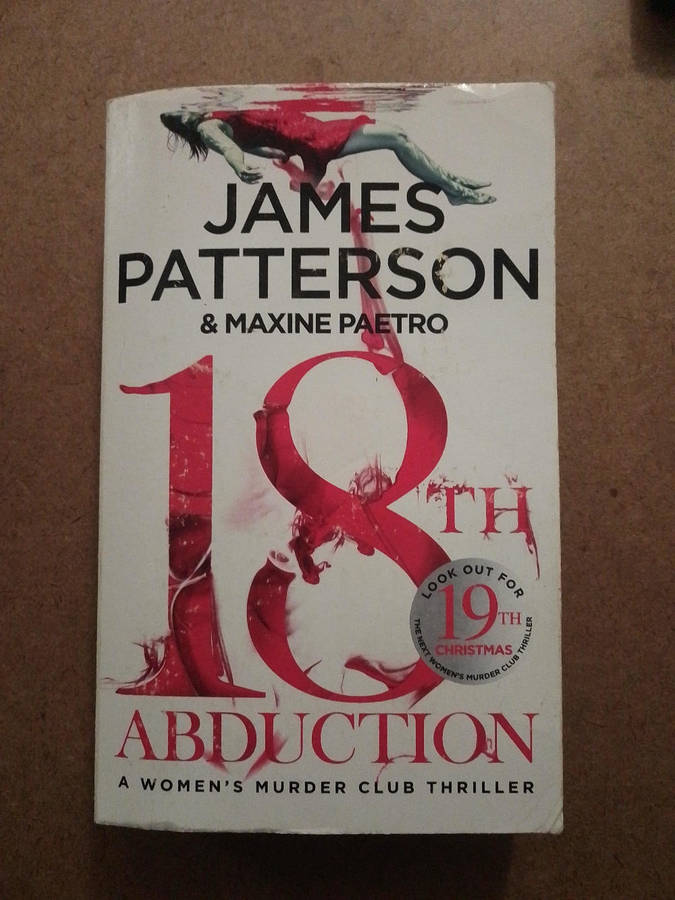 JAMES
PATTERSON
& MAXINE PAETRO
18TH
ABDUCTION
LOOK OUT FOR
19TH
CHRISTMAS
THE NEXT WOMEN'S MURDER CLUB THRILLER
A WOMEN'S MURDER CLUB THRILLER